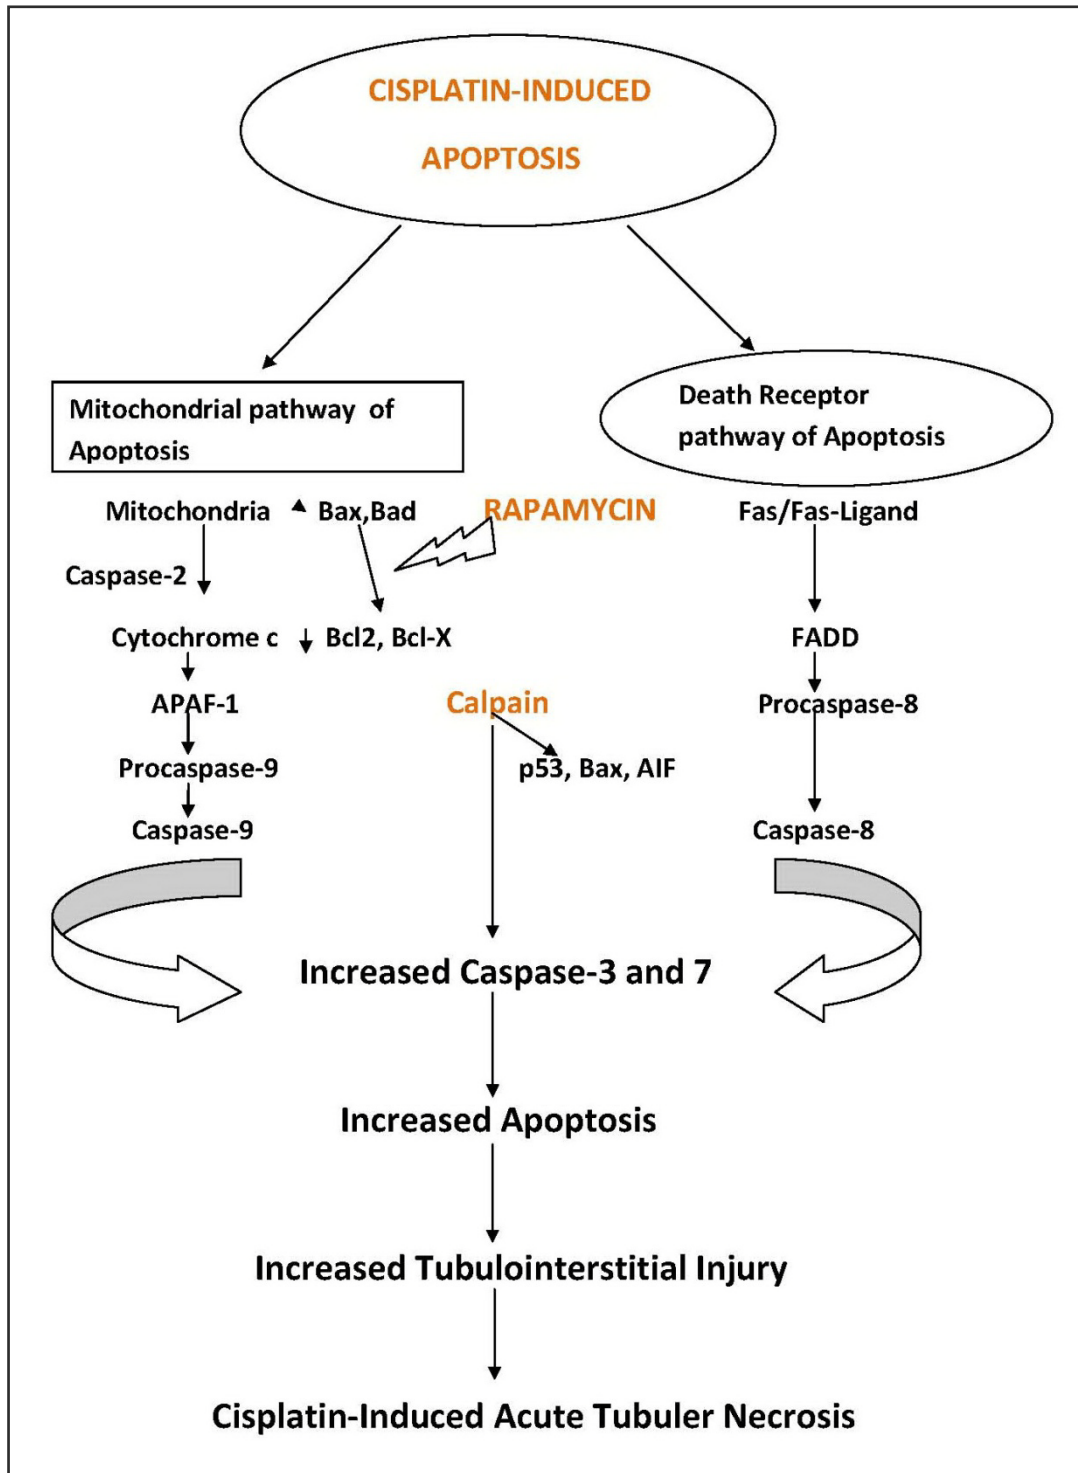 CISPLATIN-INDUCED
APOPTOSIS
Mitochondrial pathway of
Apoptosis
Death Receptor
pathway of Apoptosis
Mitochondria Bax,Bad RAPAMYCIN Fas/Fas-Ligand
Caspase-2
Cytochrome c Bcl2, Bcl-X FADD
APAF-1 Calpain Procaspase-8
Procaspase-9 p53, Bax, AIF
Caspase-9 Caspase-8
Increased Caspase-3 and 7
Increased Apoptosis
Increased Tubulointerstitial Injury
Cisplatin-Induced Acute Tubuler Necrosis